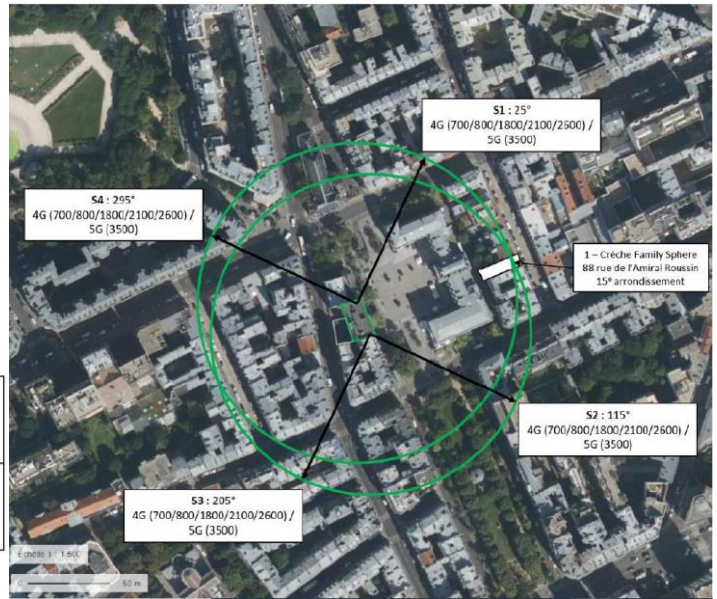 S1 : 25°
4G (700/800/1800/2100/2600) /
5G (3500)
S4 : 295°
4G (700/800/1800/2100/2600) /
5G (3500)
1 – Crèche Family Sphere
88 rue de l'Amiral Roussin
15e arrondissement
S2 : 115°
4G (700/800/1800/2100/2600) /
5G (3500)
S3 : 205°
4G (700/800/1800/2100/2600) /
5G (3500)
Echelle 1 : 1 500
0 50 m